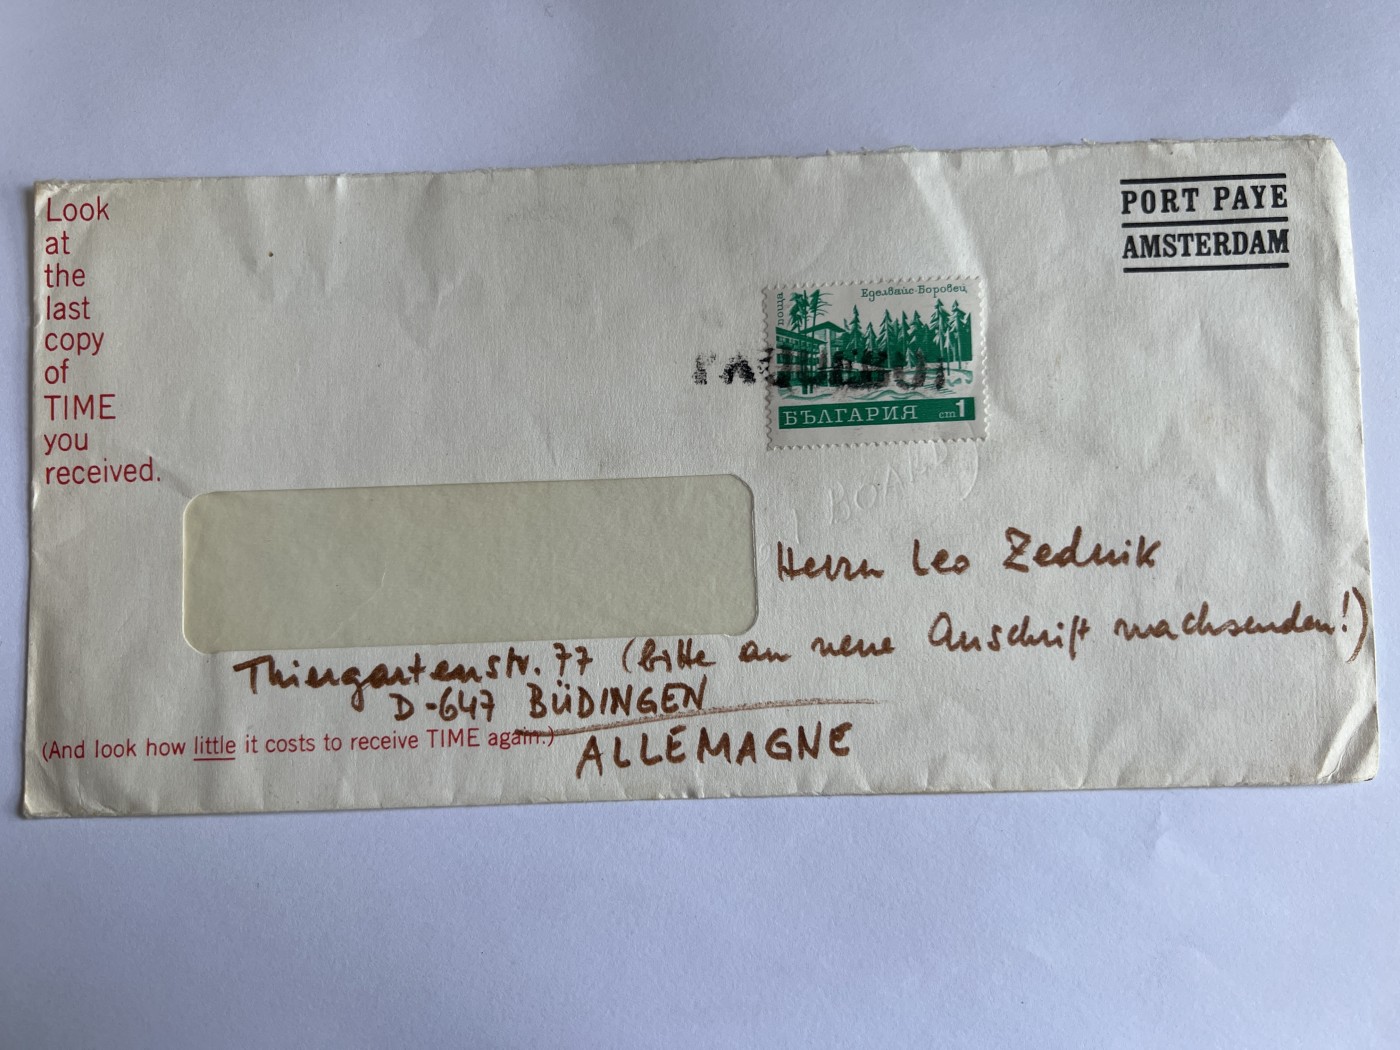 Look
at
the
last
copy
of
TIME
you
received.
PORT PAYE
AMSTERDAM
поща
Еделвайс-Боровец
PAQUEBOT
БЪЛГАРИЯ ст 1
BOARD
Herrn Leo Zednik
Thiergartenstr. 77 (bitte an neue Anschrift nachsenden!)
D-647 BÜDINGEN
ALLEMAGNE
(And look how little it costs to receive TIME again.)